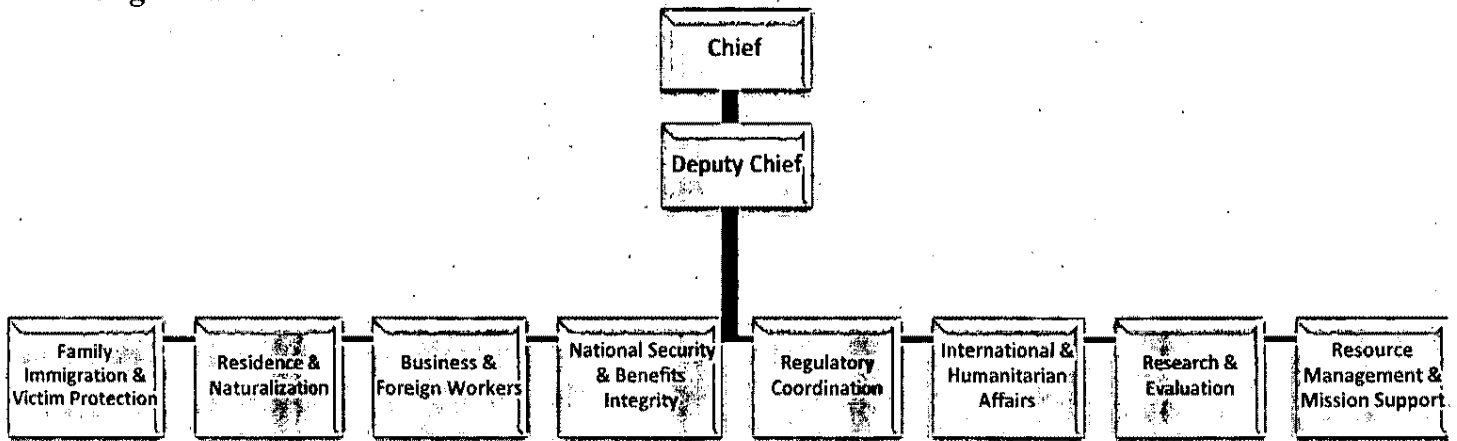 Chief
Deputy Chief
Family
Immigration &
Victim Protection
Residence &
Naturalization
Business &
Foreign Workers
National Security
& Benefits
Integrity
Regulatory
Coordination
International &
Humanitarian
Affairs
Research &
Evaluation
Resource
Management &
Mission Support